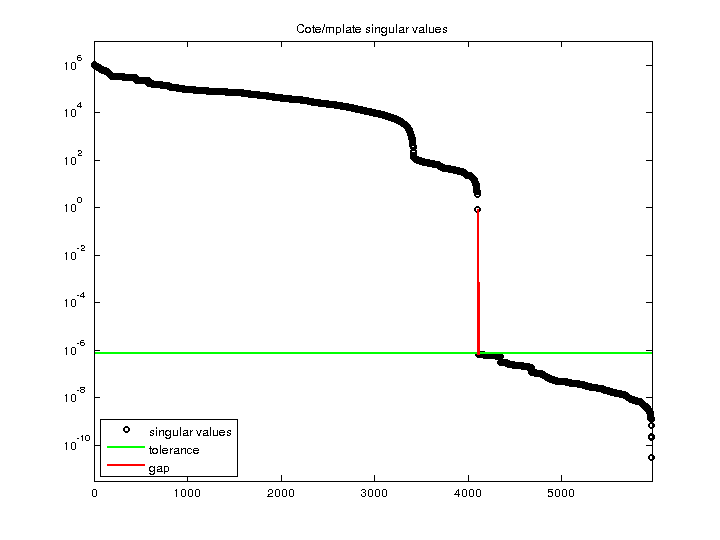 Cote/mplate singular values
10^6
10^4
10^2
10^0
10^-2
10^-4
10^-6
10^-8
10^-10
singular values
tolerance
gap
0 1000 2000 3000 4000 5000